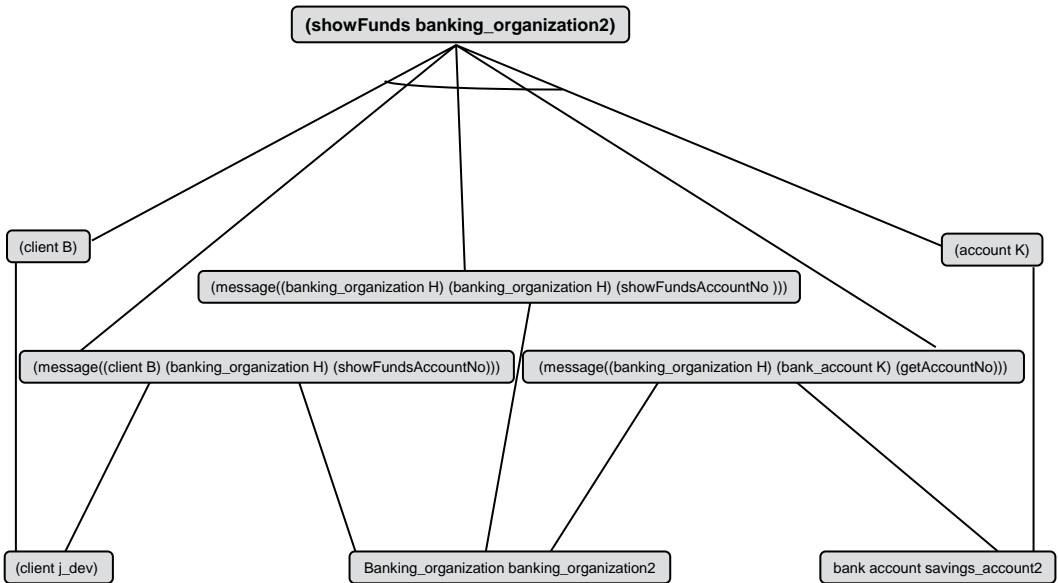 (showFunds banking_organization2)
(client B)
(account K)
(message((banking_organization H) (banking_organization H) (showFundsAccountNo )))
(message((client B) (banking_organization H) (showFundsAccountNo)))
(message((banking_organization H) (bank_account K) (getAccountNo)))
(client j_dev)
Banking_organization banking_organization2
bank account savings_account2